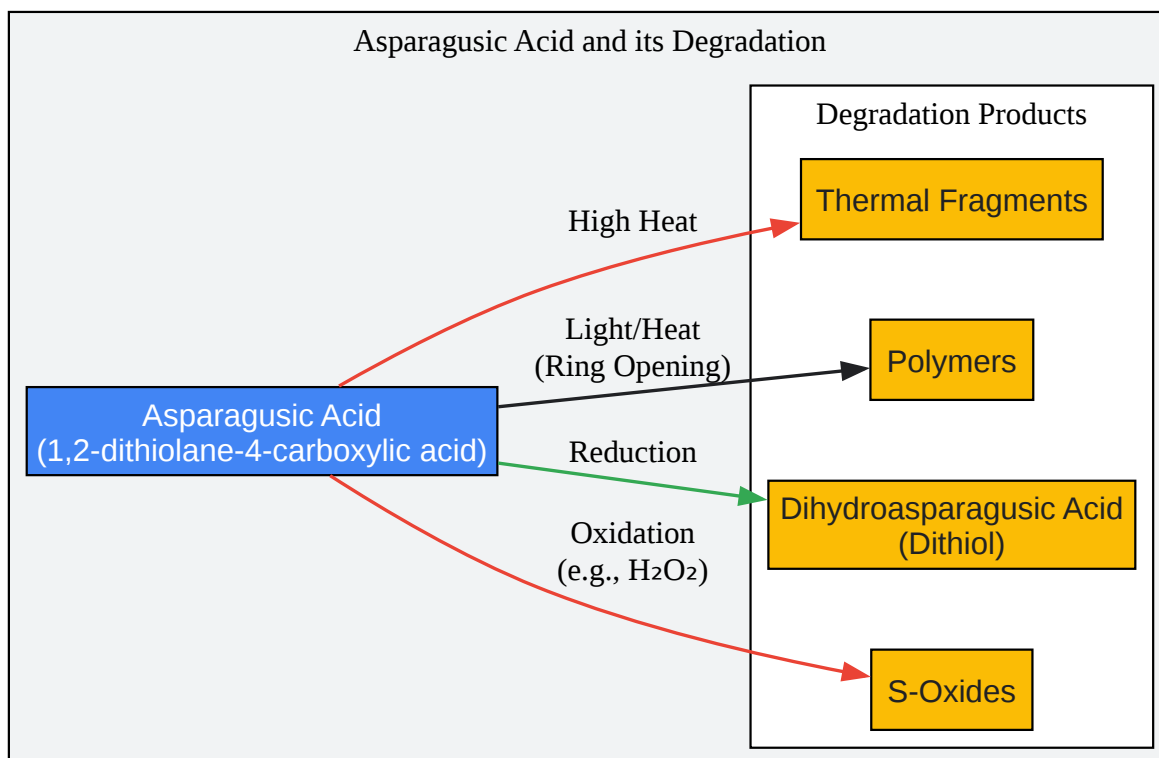 Asparagusic Acid and its Degradation
Degradation Products
Thermal Fragments
High Heat
Light/Heat
(Ring Opening)
Polymers
Asparagusic Acid
(1,2-dithiolane-4-carboxylic acid)
Reduction
Dihydroasparagusic Acid
(Dithiol)
Oxidation
(e.g., H₂O₂)
S-Oxides